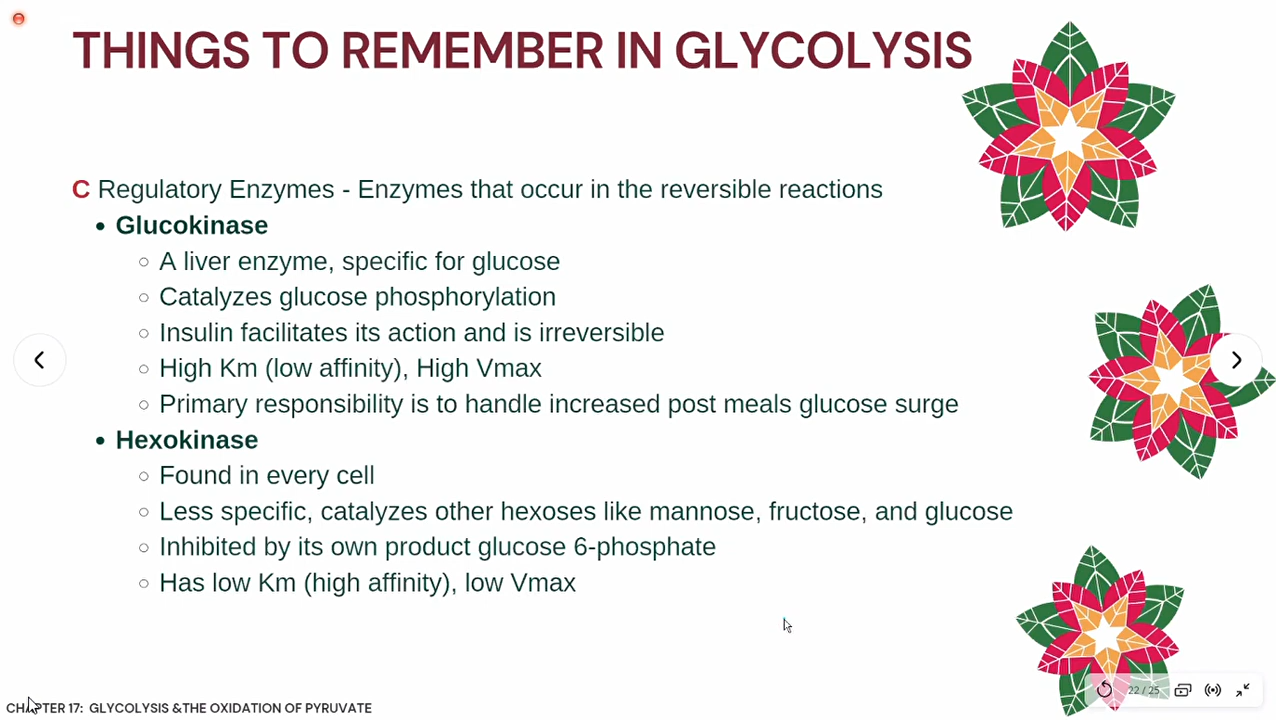 THINGS TO REMEMBER IN GLYCOLYSIS
C Regulatory Enzymes - Enzymes that occur in the reversible reactions
• Glucokinase
○ A liver enzyme, specific for glucose
○ Catalyzes glucose phosphorylation
○ Insulin facilitates its action and is irreversible
○ High Km (low affinity), High Vmax
○ Primary responsibility is to handle increased post meals glucose surge
• Hexokinase
○ Found in every cell
○ Less specific, catalyzes other hexoses like mannose, fructose, and glucose
○ Inhibited by its own product glucose 6-phosphate
○ Has low Km (high affinity), low Vmax
22 / 25
CHAPTER 17: GLYCOLYSIS &THE OXIDATION OF PYRUVATE